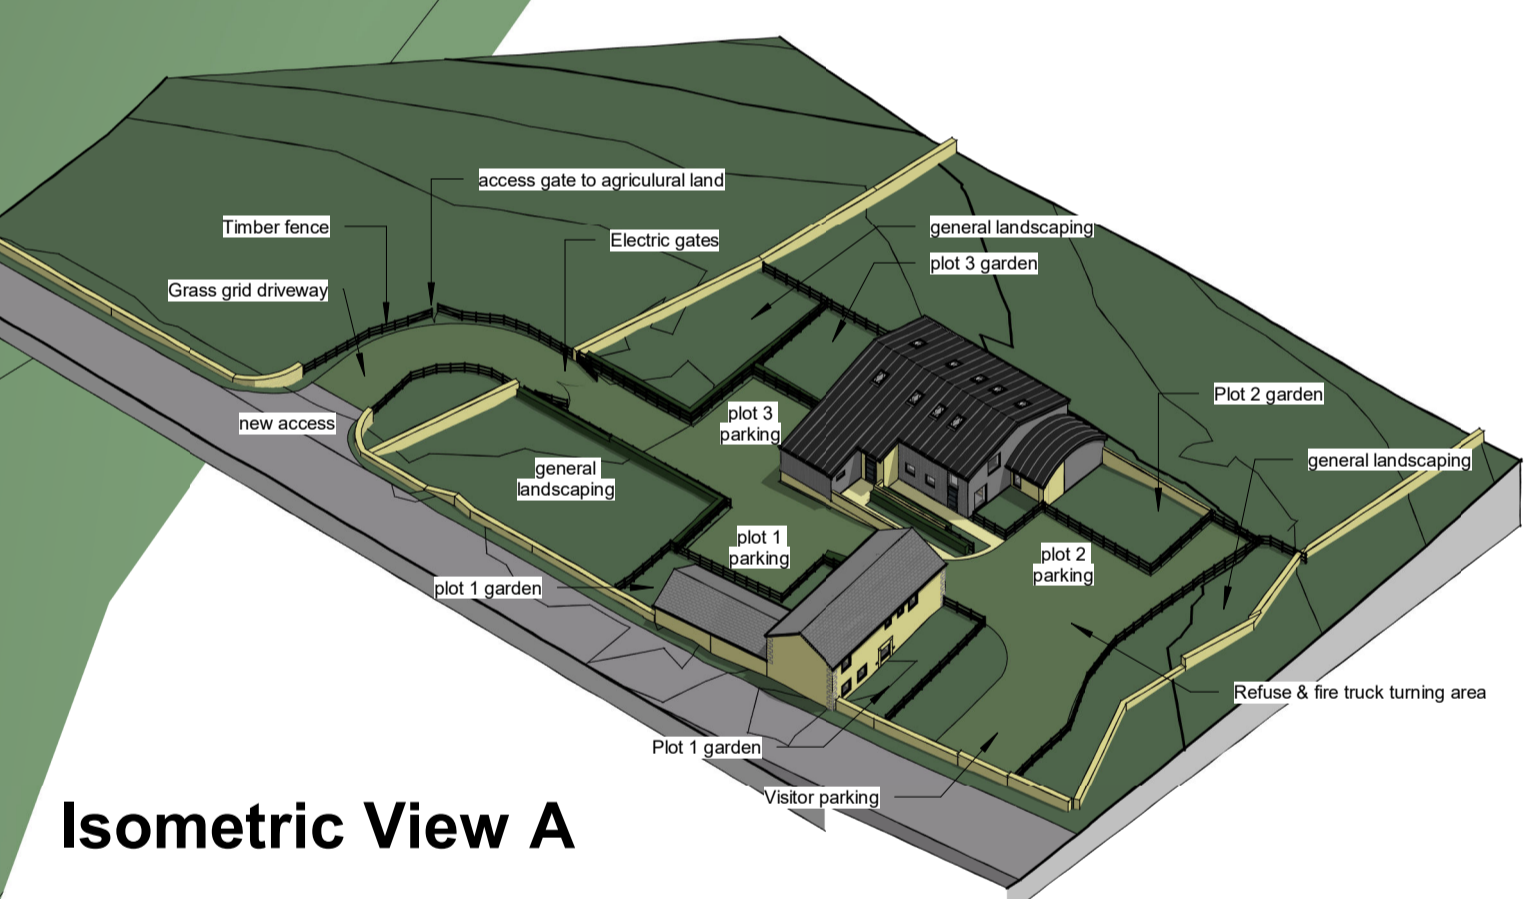 access gate to agriculural land
Timber fence
general landscaping
Electric gates
plot 3 garden
Grass grid driveway
Plot 2 garden
plot 3
parking
new access
general landscaping
general
landscaping
plot 1
parking
plot 2
parking
plot 1 garden
Refuse & fire truck turning area
Plot 1 garden
Visitor parking
Isometric View A